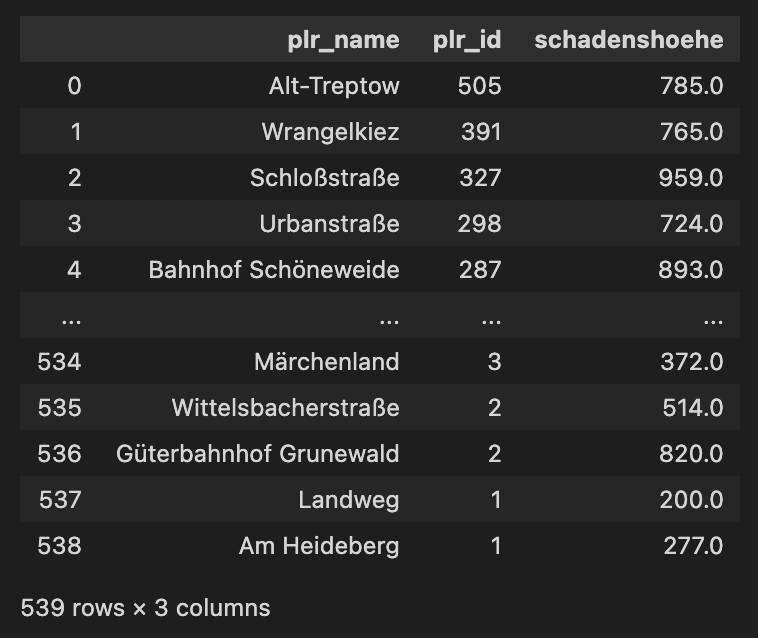 plr_name plr_id schadenshoehe
0 Alt-Treptow 505 785.0
1 Wrangelkiez 391 765.0
2 Schloßstraße 327 959.0
3 Urbanstraße 298 724.0
4 Bahnhof Schöneweide 287 893.0
... ... ... ...
534 Märchenland 3 372.0
535 Wittelsbacherstraße 2 514.0
536 Güterbahnhof Grunewald 2 820.0
537 Landweg 1 200.0
538 Am Heideberg 1 277.0
539 rows × 3 columns